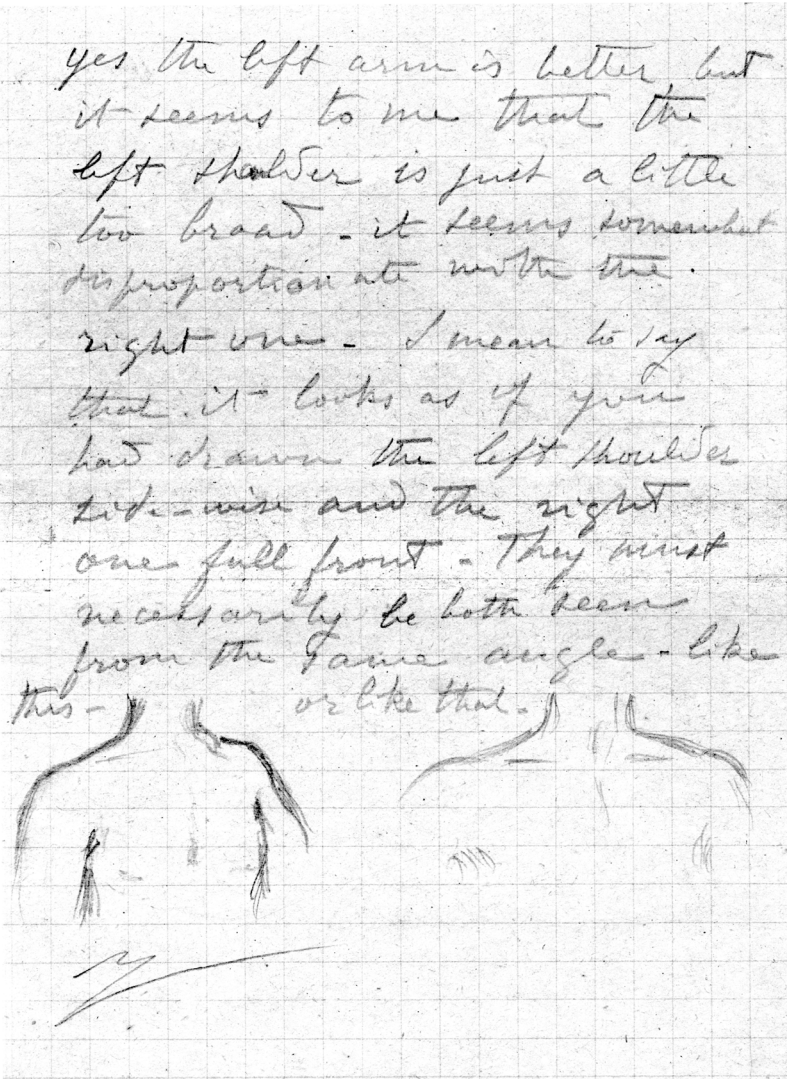 yes the left arm is better, but
it seems to me that the
left sholder is just a little
too broad - it seems somewhat
disproportionate with the
right one - I mean to say
that it looks as if you
had drawn the left shoulder
side-wise and the right
one full front - They must
necessarily be both seen
from the same angle - like
this - or like that -